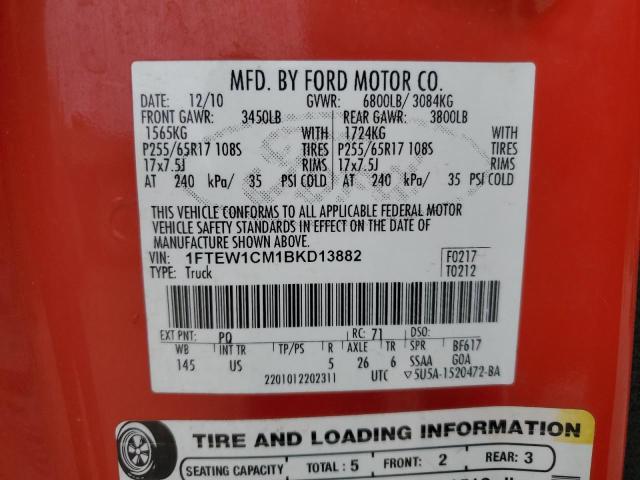 MFD. BY FORD MOTOR CO.
DATE: 12/10 GVWR: 6800LB/ 3084KG
FRONT GAWR: 3450LB REAR GAWR: 3800LB
1565KG WITH 1724KG WITH
P255/65R17 108S TIRES P255/65R17 108S TIRES
17x7.5J RIMS 17x7.5J RIMS
AT 240 kPa/ 35 PSI COLD AT 240 kPa/ 35 PSI COLD
THIS VEHICLE CONFORMS TO ALL APPLICABLE FEDERAL MOTOR
VEHICLE SAFETY STANDARDS IN EFFECT ON THE DATE OF
MANUFACTURE SHOWN ABOVE.
VIN: 1FTEW1CM1BKD13882 F0217
TYPE: Truck T0212
EXT PNT: PQ RC: 71 DSO:
WB INT TR TP/PS R AXLE TR SPR BF617
145 US 5 26 6 SSAA GOA
2201012202311 UTC ▽5U5A-1520472-BA
TIRE AND LOADING INFORMATION
SEATING CAPACITY TOTAL : 5 FRONT: 2 REAR: 3